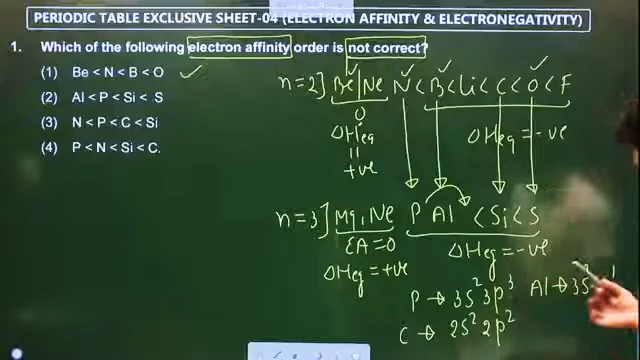 PERIODIC TABLE EXCLUSIVE SHEET-04 (ELECTRON AFFINITY & ELECTRONEGATIVITY)
1. Which of the following electron affinity order is not correct?
(1) Be < N < B < O ✓
(2) Al < P < Si < S
(3) N < P < C < Si
(4) P < N < Si < C.
n=2] Be/Ne N < B < Li < C < O < F
0
ΔHeg
=
+ve
ΔHeg = -ve
n=3] Mg, Ne P Al < Si < S
EA=0
ΔHeg = +ve
ΔHeg = -ve
P → 3s² 3p³
Al → 3s
C → 2s² 2p²